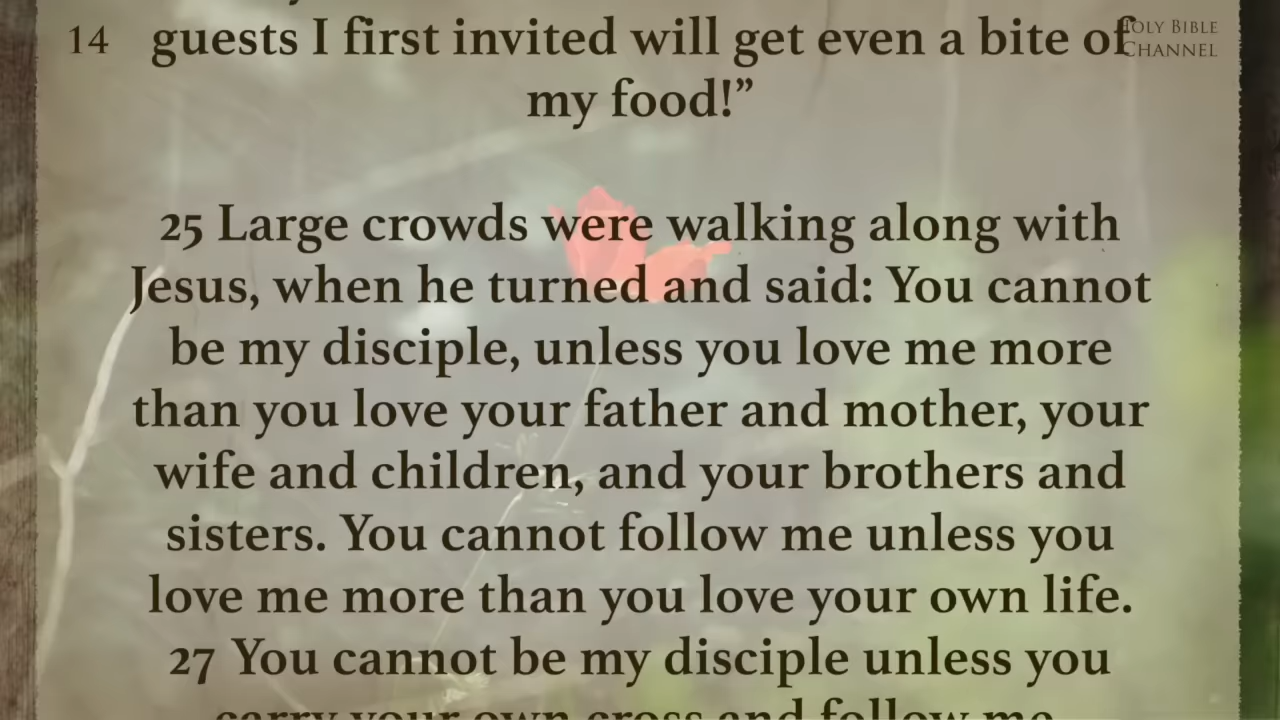 14 guests I first invited will get even a bite of
HOLY BIBLE
CHANNEL
my food!”
25 Large crowds were walking along with
Jesus, when he turned and said: You cannot
be my disciple, unless you love me more
than you love your father and mother, your
wife and children, and your brothers and
sisters. You cannot follow me unless you
love me more than you love your own life.
27 You cannot be my disciple unless you
carry your own cross and follow me